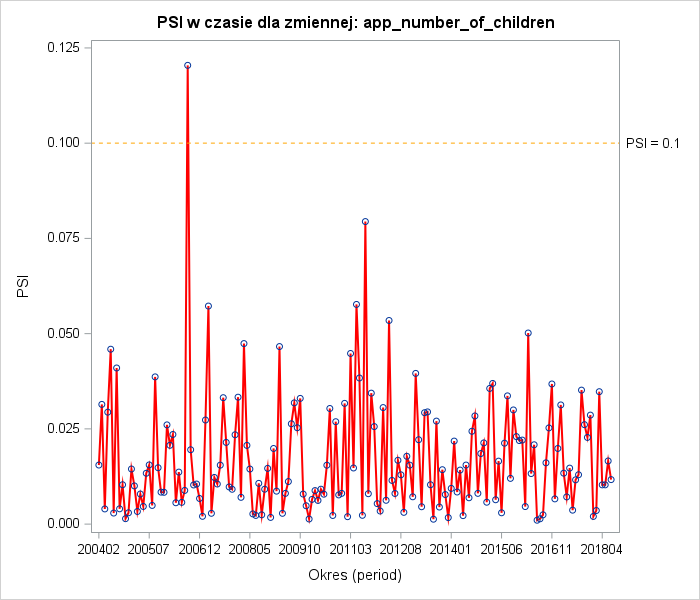 PSI w czasie dla zmiennej: app_number_of_children
0.125
0.100
PSI = 0.1
0.075
PSI
0.050
0.025
0.000
200402 200507 200612 200805 200910 201103 201208 201401 201506 201611 201804
Okres (period)